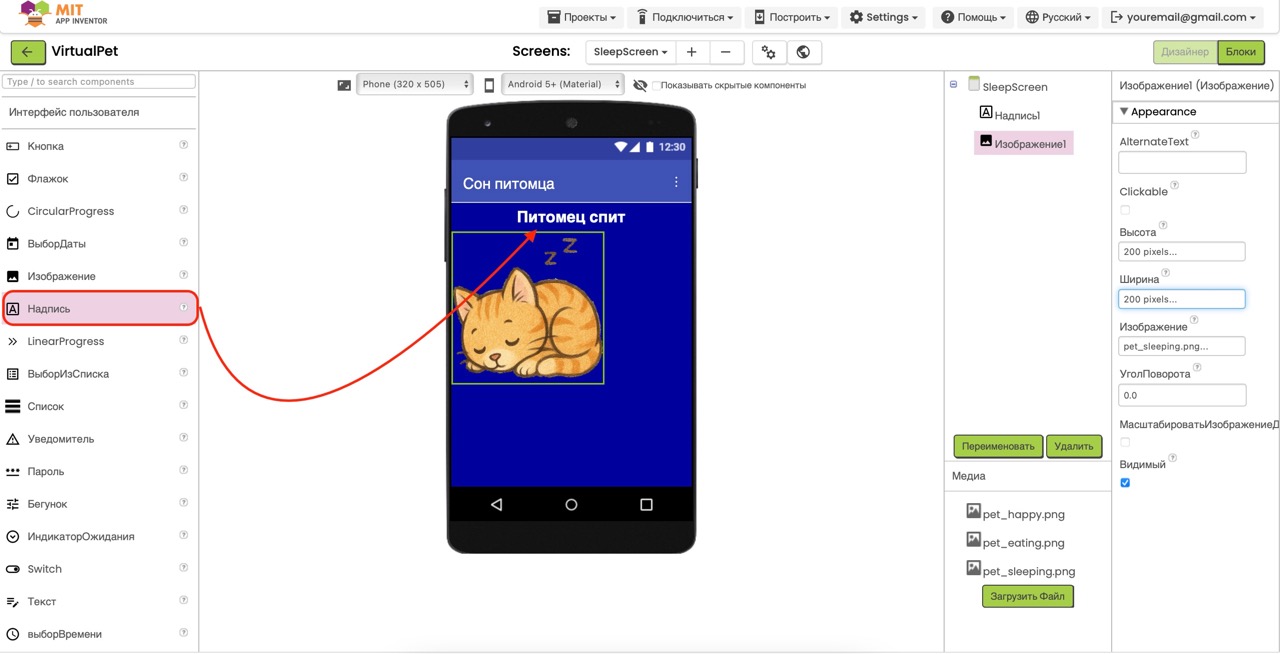 MIT
APP INVENTOR
Проекты
Подключиться
Построить
Settings
Помощь
Русский
youremail@gmail.com
VirtualPet
Screens:
SleepScreen
Дизайнер
Блоки
Type / to search components
Интерфейс пользователя
Кнопка
Флажок
CircularProgress
ВыборДаты
Изображение
Надпись
LinearProgress
ВыборИзСписка
Список
Уведомитель
Пароль
Бегунок
ИндикаторОжидания
Switch
Текст
выборВремени
Phone (320 x 505)
Android 5+ (Material)
Показывать скрытые компоненты
12:30
Сон питомца
Питомец спит
z Z
SleepScreen
Надпись1
Изображение1
Переименовать
Удалить
Медиа
pet_happy.png
pet_eating.png
pet_sleeping.png
Загрузить Файл
Изображение1 (Изображение)
Appearance
AlternateText
Clickable
Высота
200 pixels...
Ширина
200 pixels...
Изображение
pet_sleeping.png...
УголПоворота
0.0
МасштабироватьИзображениеД
Видимый